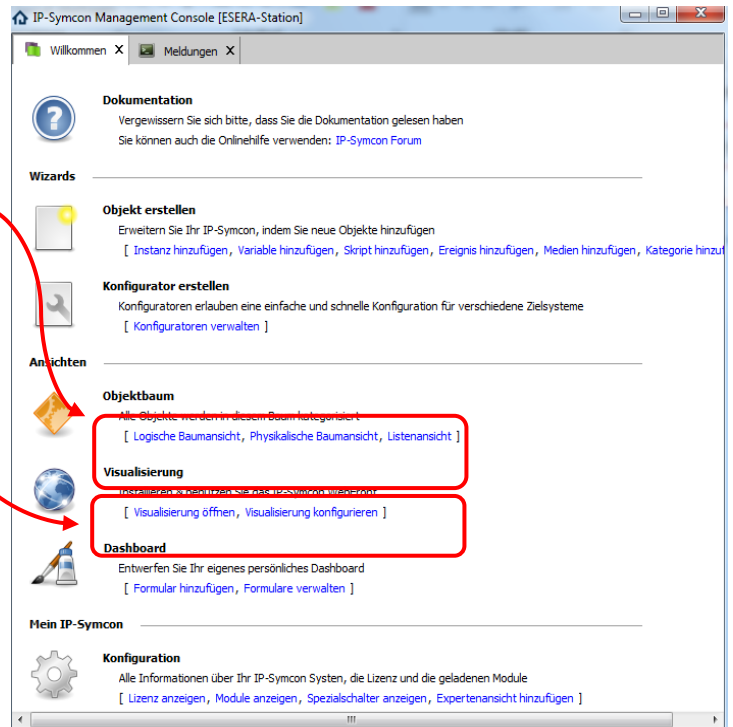 IP-Symcon Management Console [ESERA-Station]
Willkommen X Meldungen X
Dokumentation
Vergewissern Sie sich bitte, dass Sie die Dokumentation gelesen haben
Sie können auch die Onlinehilfe verwenden: IP-Symcon Forum
Wizards
Objekt erstellen
Erweitern Sie Ihr IP-Symcon, indem Sie neue Objekte hinzufügen
[ Instanz hinzufügen, Variable hinzufügen, Skript hinzufügen, Ereignis hinzufügen, Medien hinzufügen, Kategorie hinzuf
Konfigurator erstellen
Konfiguratoren erlauben eine einfache und schnelle Konfiguration für verschiedene Zielsysteme
[ Konfiguratoren verwalten ]
Ansichten
Objektbaum
Alle Objekte werden in diesem Baum kategorisiert
[ Logische Baumansicht, Physikalische Baumansicht, Listenansicht ]
Visualisierung
Installieren & benutzen Sie das IP-Symcon WebFront
[ Visualisierung öffnen, Visualisierung konfigurieren ]
Dashboard
Entwerfen Sie Ihr eigenes persönliches Dashboard
[ Formular hinzufügen, Formulare verwalten ]
Mein IP-Symcon
Konfiguration
Alle Informationen über Ihr IP-Symcon Systen, die Lizenz und die geladenen Module
[ Lizenz anzeigen, Module anzeigen, Spezialschalter anzeigen, Expertenansicht hinzufügen ]